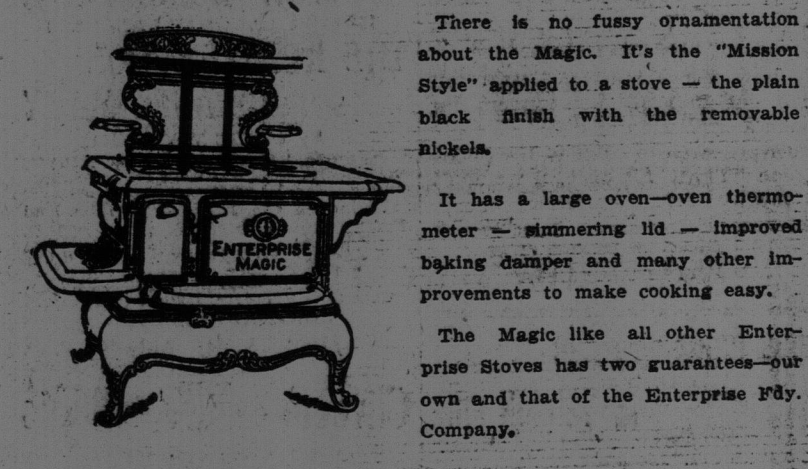 ENTERPRISE
MAGIC
There is no fussy ornamentation
about the Magic. It's the "Mission
Style" applied to a stove — the plain
black finish with the removable
nickels.
It has a large oven—oven thermo-
meter — simmering lid — improved
baking damper and many other im-
provements to make cooking easy.
The Magic like all other Enter-
prise Stoves has two guarantees—our
own and that of the Enterprise Fdy.
Company.